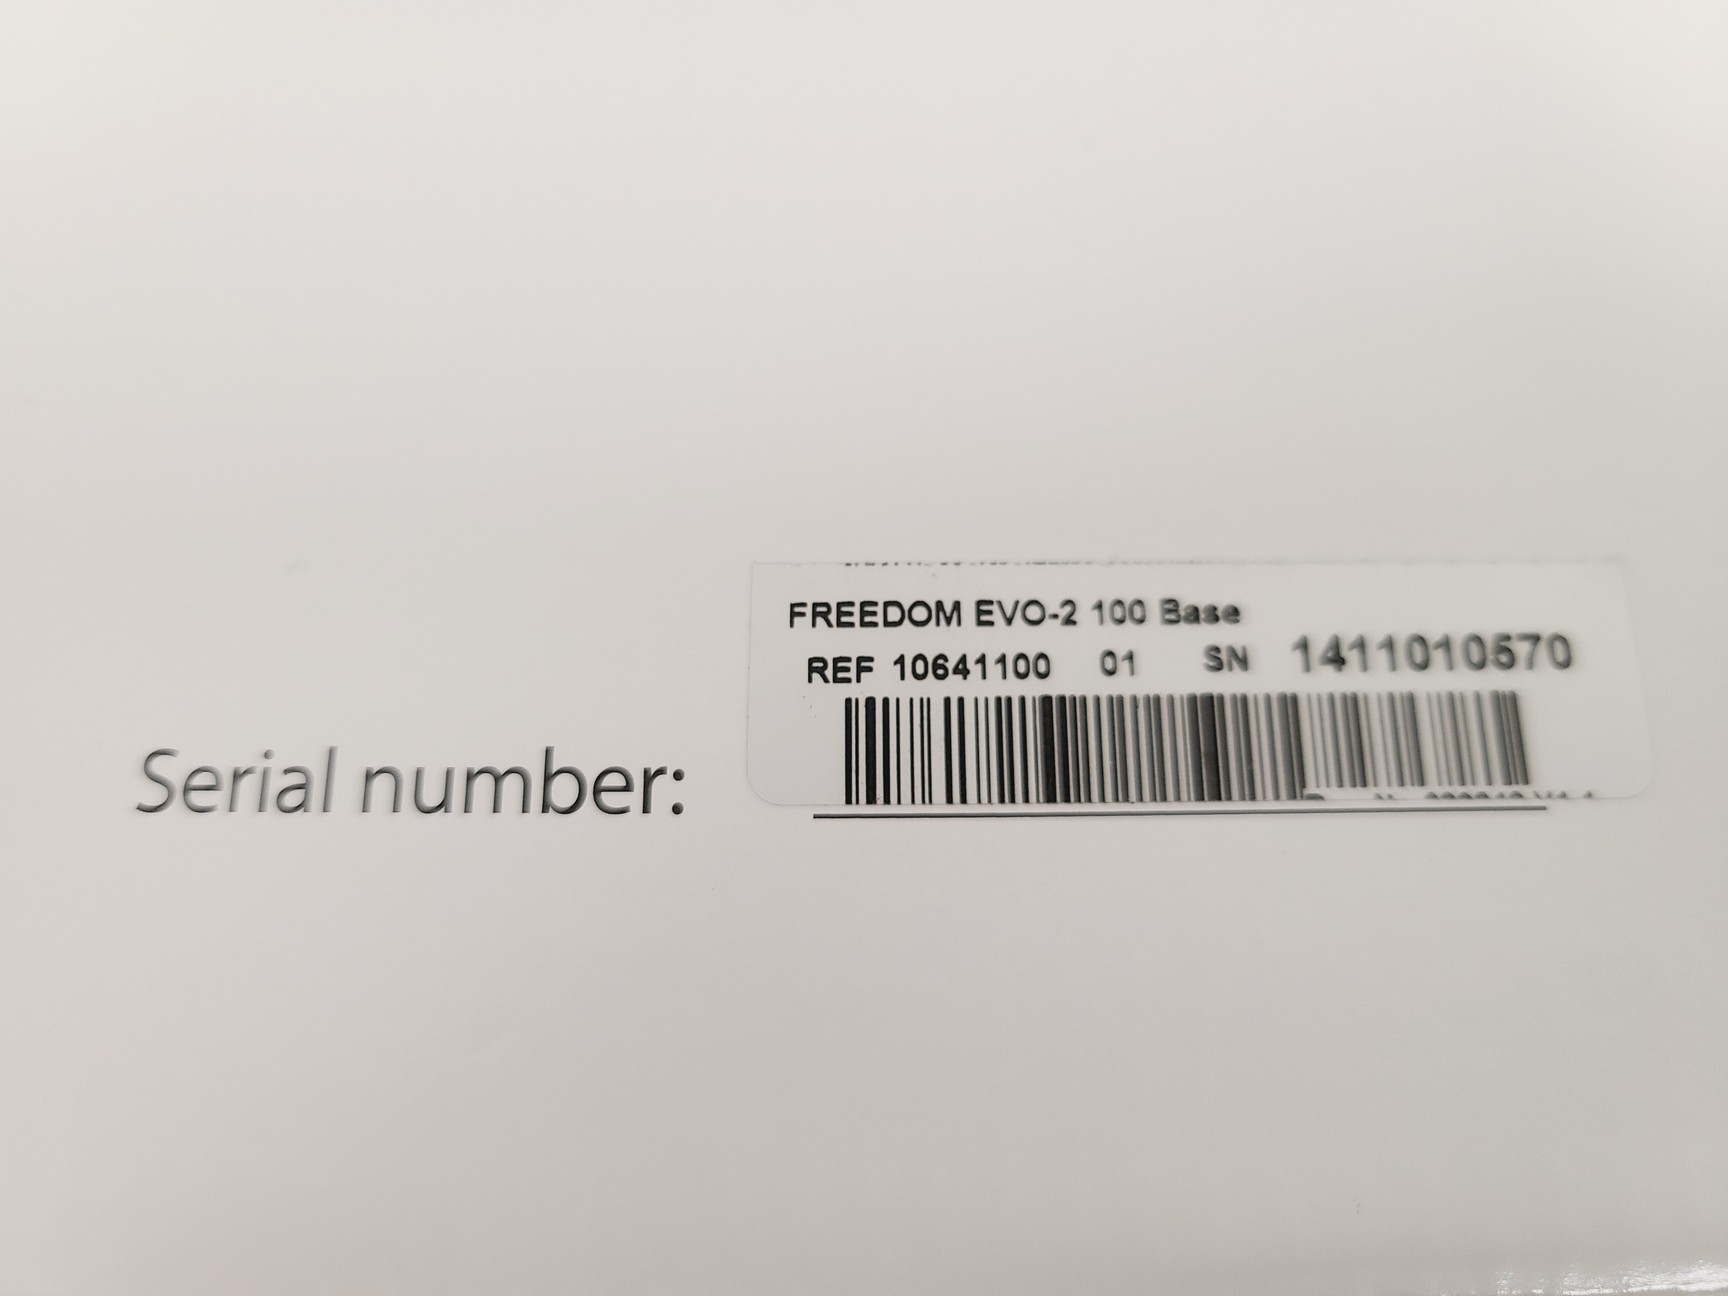 FREEDOM EVO-2 100 Base
REF 10641100 01 SN 1411010570
Serial number: